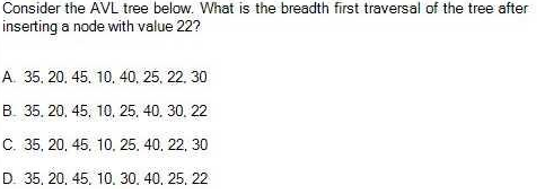 Consider the AVL tree below. What is the breadth first traversal of the tree after
inserting a node with value 22?
A. 35, 20, 45, 10, 40, 25, 22, 30
B. 35, 20, 45, 10, 25, 40, 30, 22
C. 35, 20, 45, 10, 25, 40, 22, 30
D. 35, 20, 45, 10, 30, 40, 25, 22